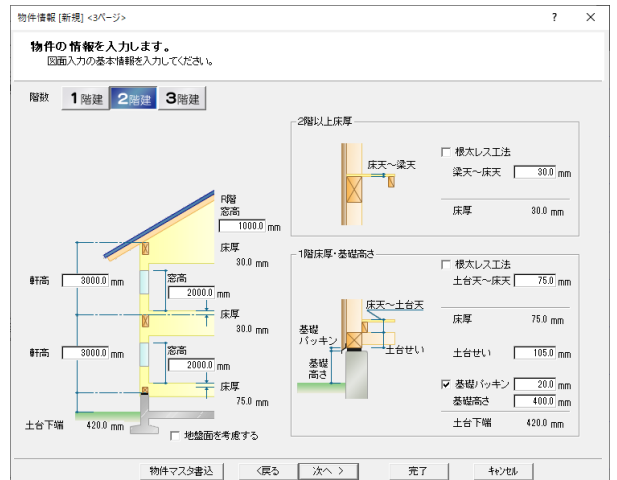 物件情報 [新規] <3ページ>
? ×
物件の情報を入力します。
図面入力の基本情報を入力してください。
階数 1階建 2階建 3階建
R階
窓高
1000.0 mm
床厚
30.0 mm
軒高 3000.0 mm
窓高
2000.0 mm
床厚
30.0 mm
軒高 3000.0 mm
窓高
2000.0 mm
床厚
75.0 mm
土台下端 420.0 mm
地盤面を考慮する
2階以上床厚
床天～梁天
根太レス工法
梁天～床天 30.0 mm
床厚 30.0 mm
1階床厚・基礎高さ
床天～土台天
基礎
パッキン
土台せい
基礎
高さ
根太レス工法
土台天～床天 75.0 mm
床厚 75.0 mm
土台せい 105.0 mm
基礎パッキン 20.0 mm
基礎高さ 400.0 mm
土台下端 420.0 mm
物件マスタ書込 <戻る 次へ > 完了 キャンセル